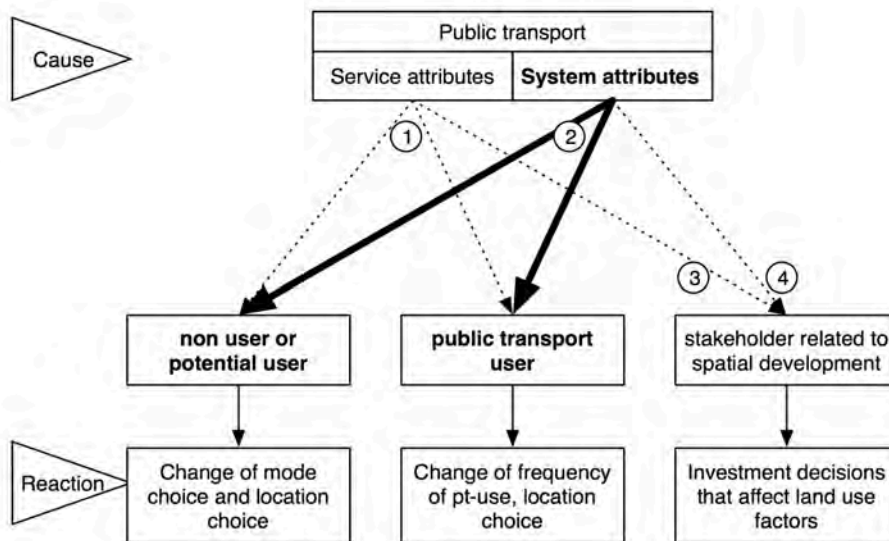 Public transport
Cause
Service attributes
System attributes
1
2
3
4
non user or
potential user
public transport
user
stakeholder related to
spatial development
Reaction
Change of mode
choice and location
choice
Change of frequency
of pt-use, location
choice
Investment decisions
that affect land use
factors